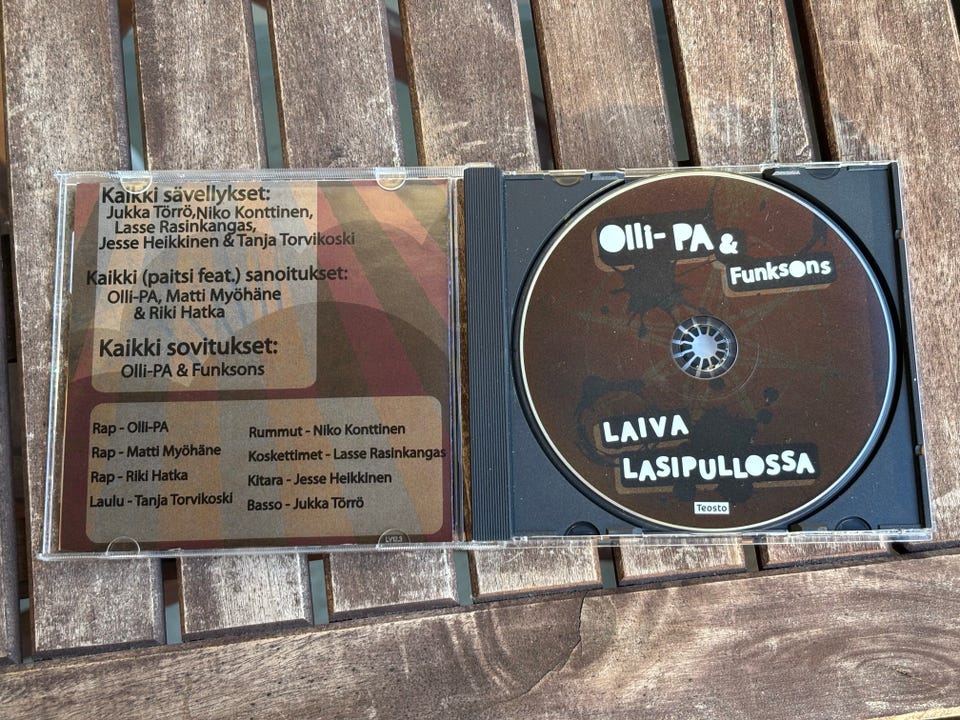 Kaikki sävellykset:
Jukka Törrö,Niko Konttinen,
Lasse Rasinkangas,
Jesse Heikkinen & Tanja Torvikoski
Kaikki (paitsi feat.) sanoitukset:
Olli-PA, Matti Myöhäne
& Riki Hatka
Kaikki sovitukset:
Olli-PA & Funksons
Rap - Olli-PA
Rap - Matti Myöhäne
Rap - Riki Hatka
Laulu - Tanja Torvikoski
Rummut - Niko Konttinen
Koskettimet - Lasse Rasinkangas
Kitara - Jesse Heikkinen
Basso - Jukka Törrö
Olli-PA &
Funksons
LAIVA
LASIPULLOSSA
Teosto